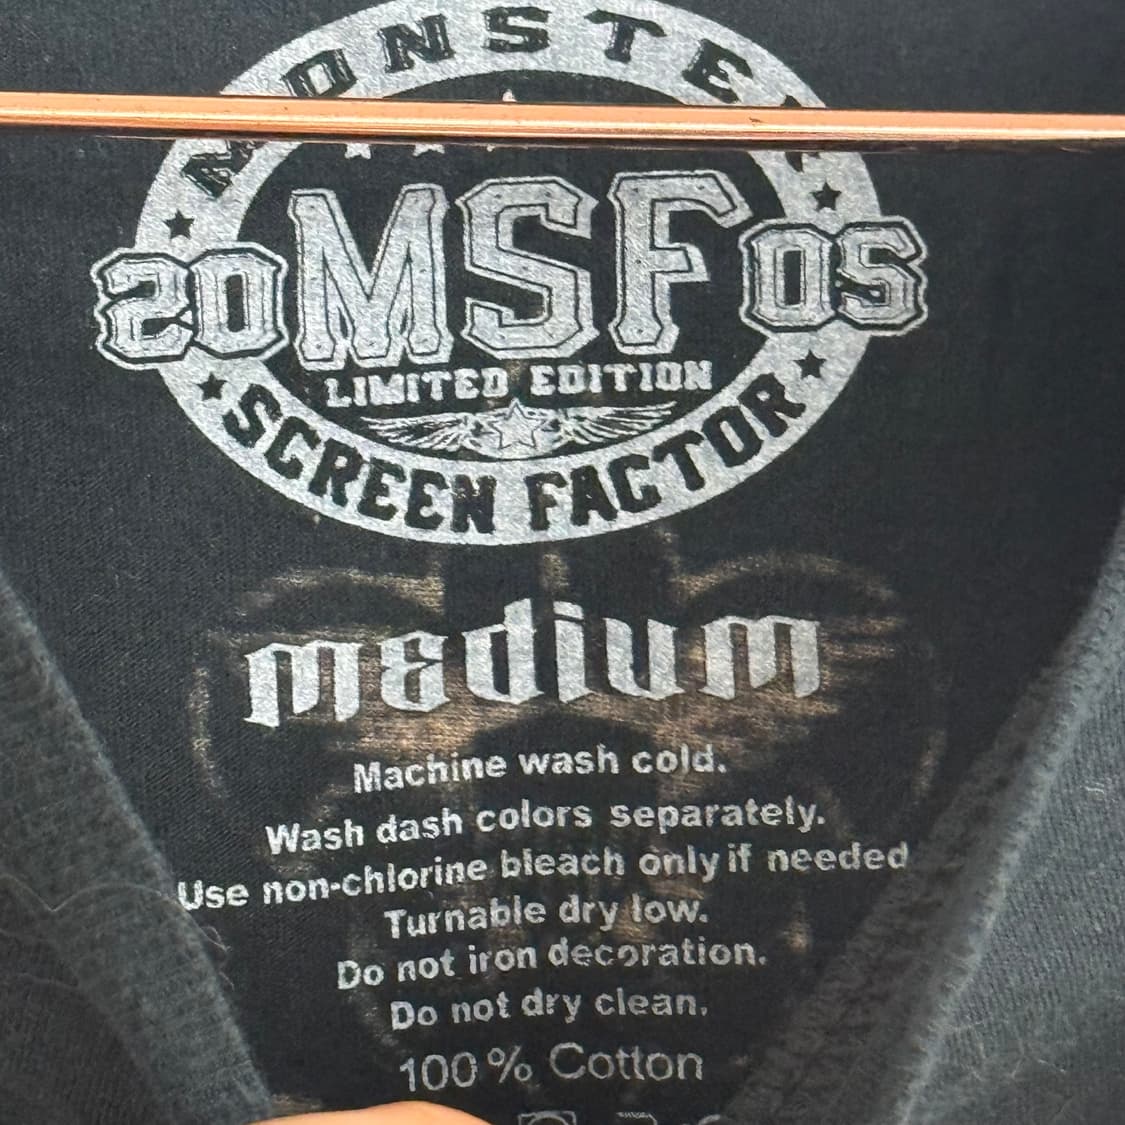 MONSTER
20 MSF 05
LIMITED EDITION
SCREEN FACTOR
medium
Machine wash cold.
Wash dash colors separately.
Use non-chlorine bleach only if needed
Turnable dry low.
Do not iron decoration.
Do not dry clean.
100% Cotton